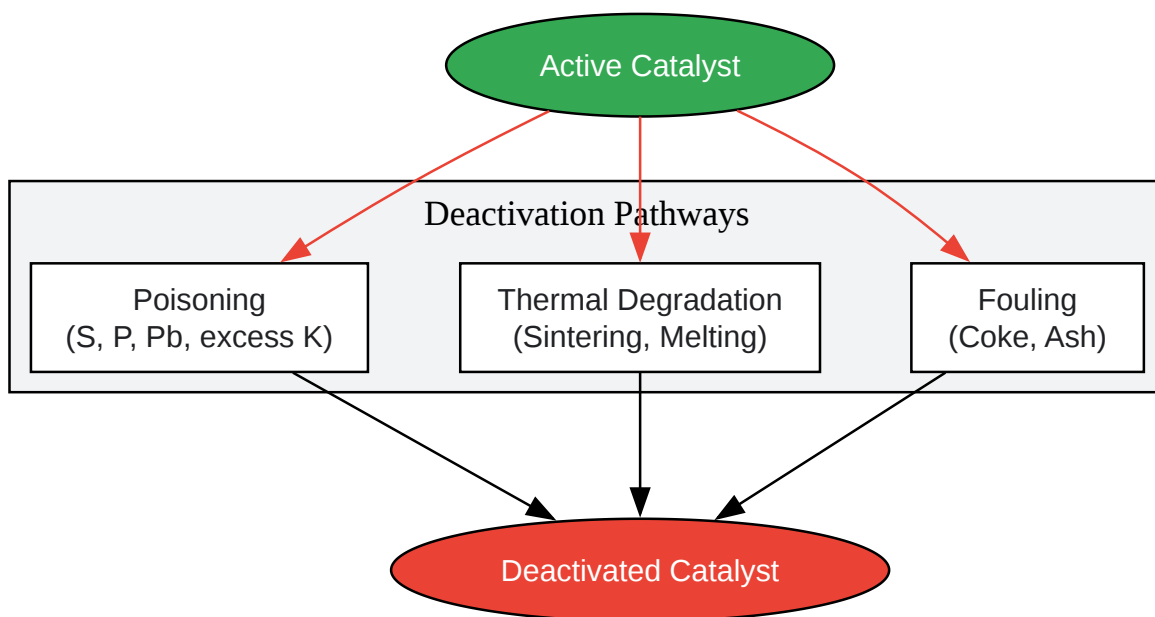 Active Catalyst
Deactivation Pathways
Poisoning
(S, P, Pb, excess K)
Thermal Degradation
(Sintering, Melting)
Fouling
(Coke, Ash)
Deactivated Catalyst